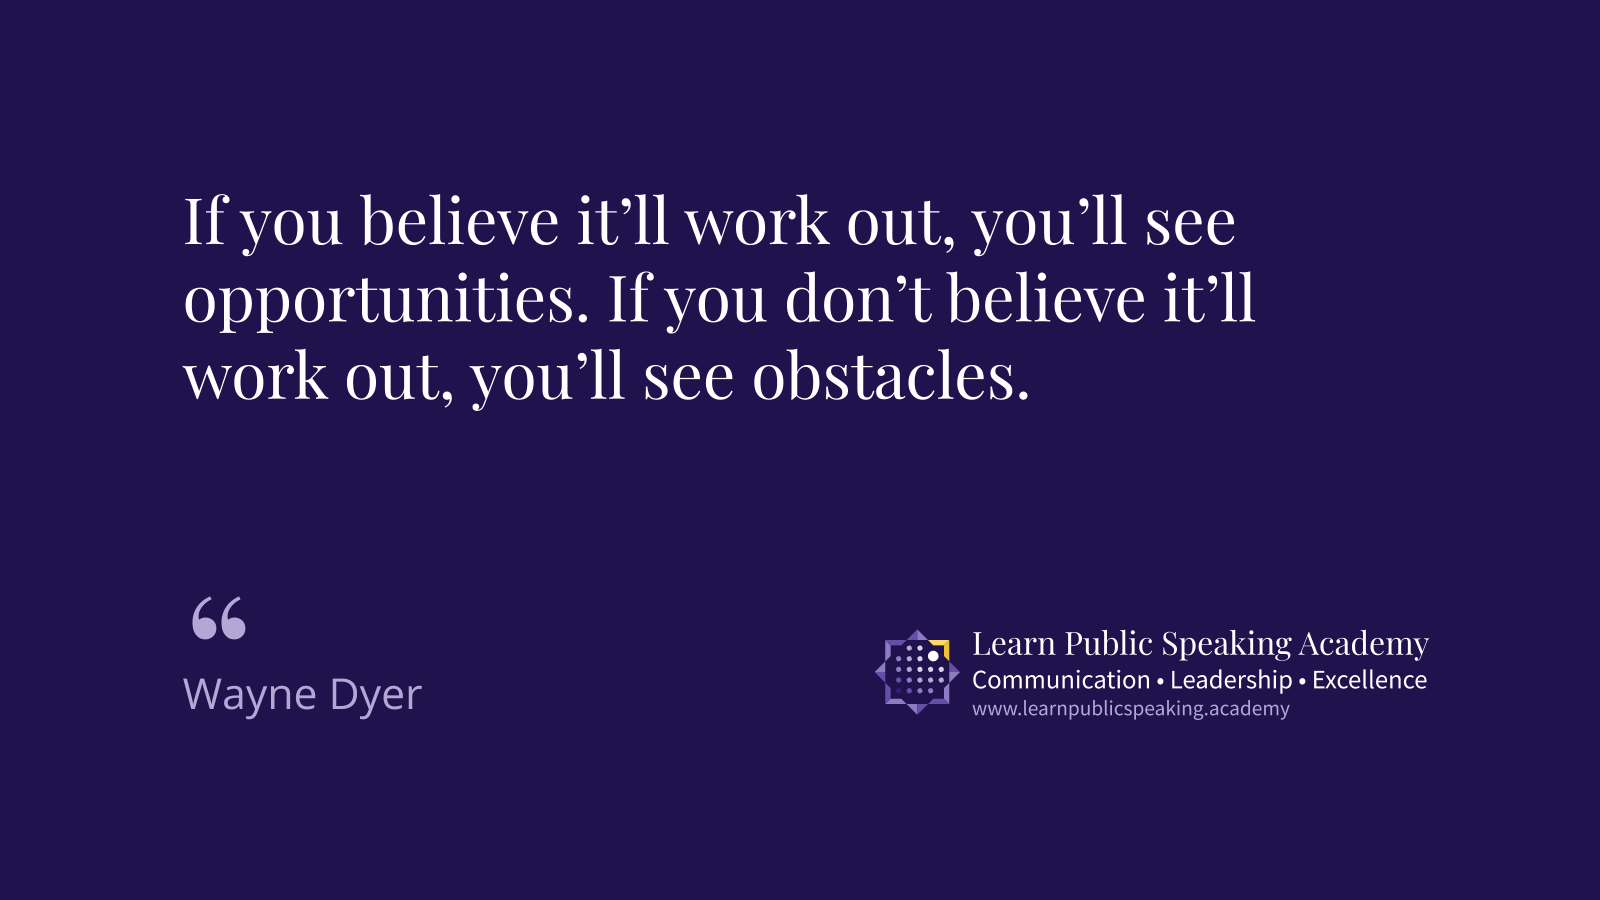 If you believe it’ll work out, you’ll see
opportunities. If you don’t believe it’ll
work out, you’ll see obstacles.
“
Wayne Dyer
Learn Public Speaking Academy
Communication • Leadership • Excellence
www.learnpublicspeaking.academy